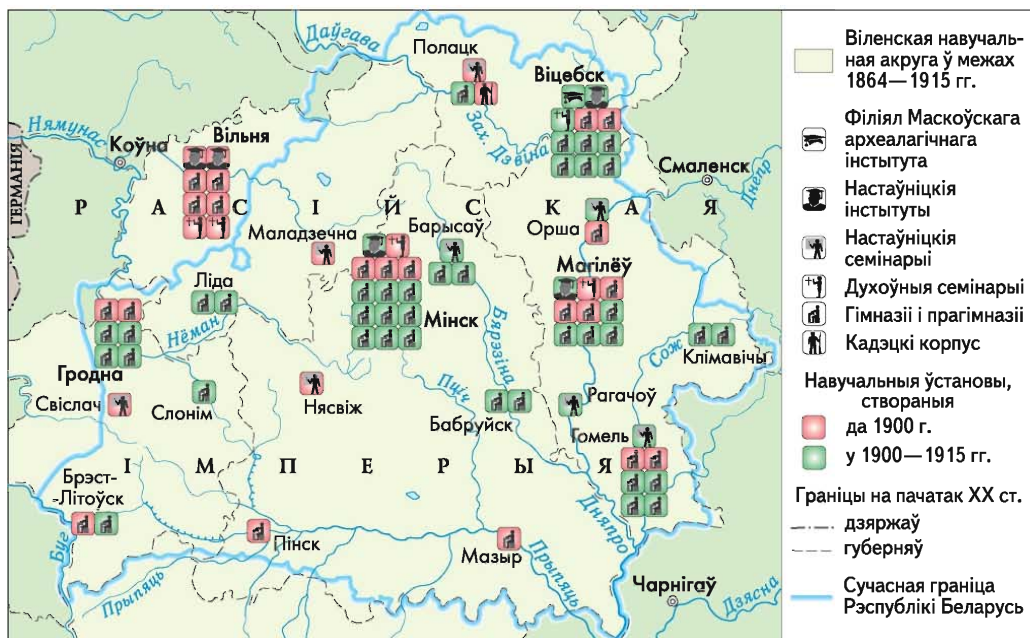 Даўгава
Полацк
Віцебск
Нямунас
Коўна
Вільня
Зах. Дзвіна
Смаленск
Днепр
ГЕРМАНІЯ
Р А С І Й С К А Я
Маладзечна
Барысаў
Орша
Ліда
Магілёў
Мінск
Нёман
Бярэзіна
Сож
Клімавічы
Гродна
Свіслач
Слонім
Нясвіж
Пціч
Бабруйск
Рагачоў
Гомель
І М П Е Р Ы Я
Брэст-
-Літоўск
Буг
Пінск
Мазыр
Дняпро
Прыпяць
Прыпяць
Чарнігаў
Дзясна
Віленская навучаль-
ная акруга ў межах
1864—1915 гг.
Філіял Маскоўскага
археалагічнага
інстытута
Настаўніцкія
інстытуты
Настаўніцкія
семінарыі
Духоўныя семінарыі
Гімназіі і прагімназіі
Кадэцкі корпус
Навучальныя ўстановы,
створаныя
да 1900 г.
у 1900—1915 гг.
Граніцы на пачатак XX ст.
дзяржаў
губерняў
Сучасная граніца
Рэспублікі Беларусь